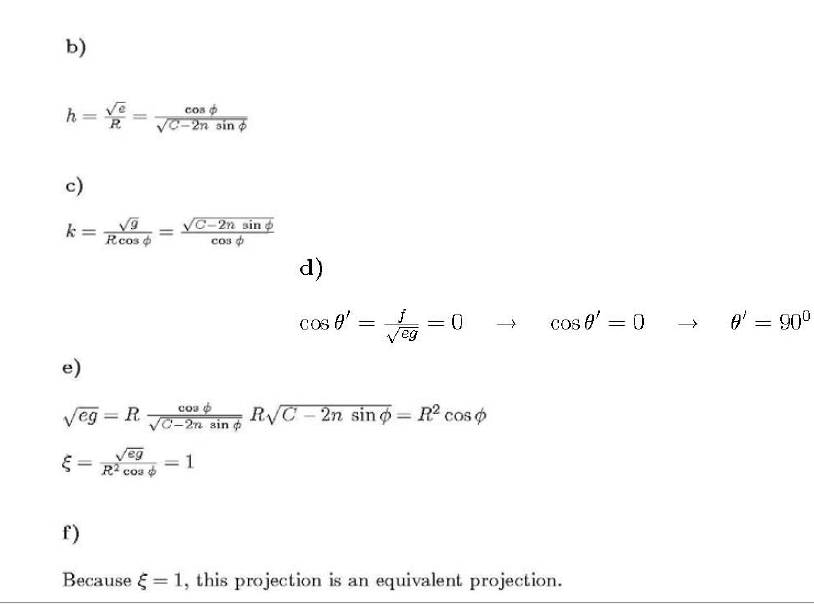 b)
h = √e / R = cos ϕ / √(C−2n sin ϕ)
c)
k = √g / (R cos ϕ) = √(C−2n sin ϕ) / cos ϕ
d)
cos θ′ = f / √(eg) = 0 → cos θ′ = 0 → θ′ = 90⁰
e)
√(eg) = R cos ϕ / √(C−2n sin ϕ) R√(C − 2n sin ϕ) = R² cos ϕ
ξ = √(eg) / (R² cos ϕ) = 1
f)
Because ξ = 1, this projection is an equivalent projection.